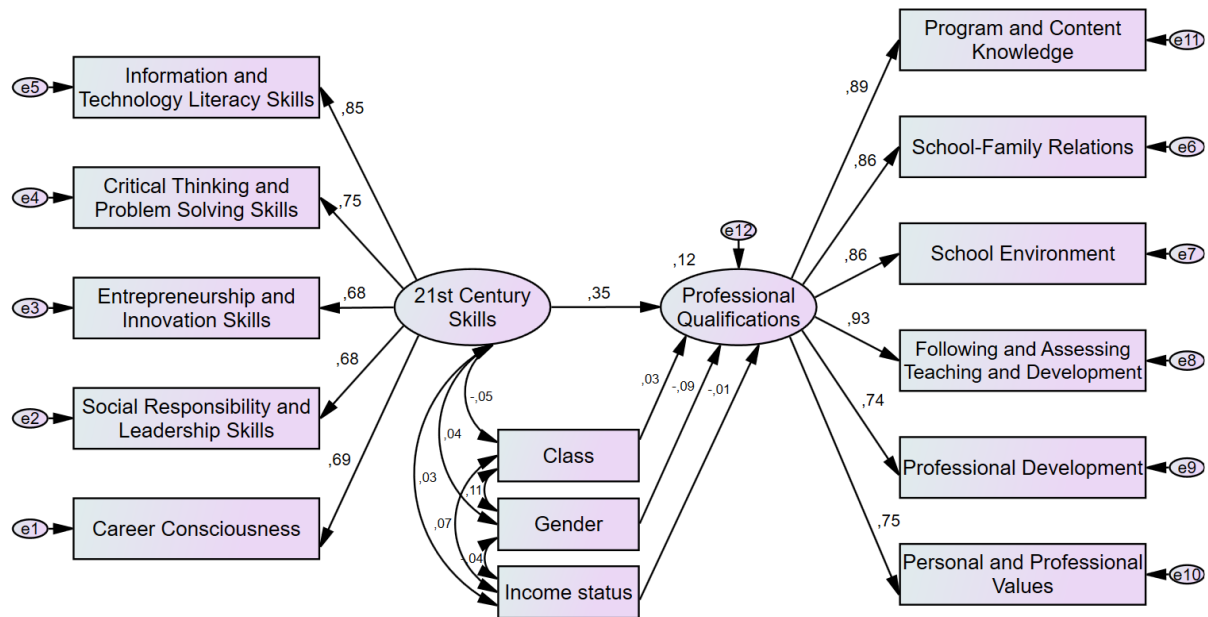 e5
Information and
Technology Literacy Skills
,85
e4
Critical Thinking and
Problem Solving Skills
,75
e3
Entrepreneurship and
Innovation Skills
,68
e2
Social Responsibility and
Leadership Skills
,68
e1
Career Consciousness
,69
21st Century
Skills
,35
-,05
,04
,03
,11
,07
-,04
Class
Gender
Income status
,03
-,09
-,01
e12
,12
Professional
Qualifications
,89
Program and Content
Knowledge
e11
,86
School-Family Relations
e6
,86
School Environment
e7
,93
Following and Assessing
Teaching and Development
e8
,74
Professional Development
e9
,75
Personal and Professional
Values
e10